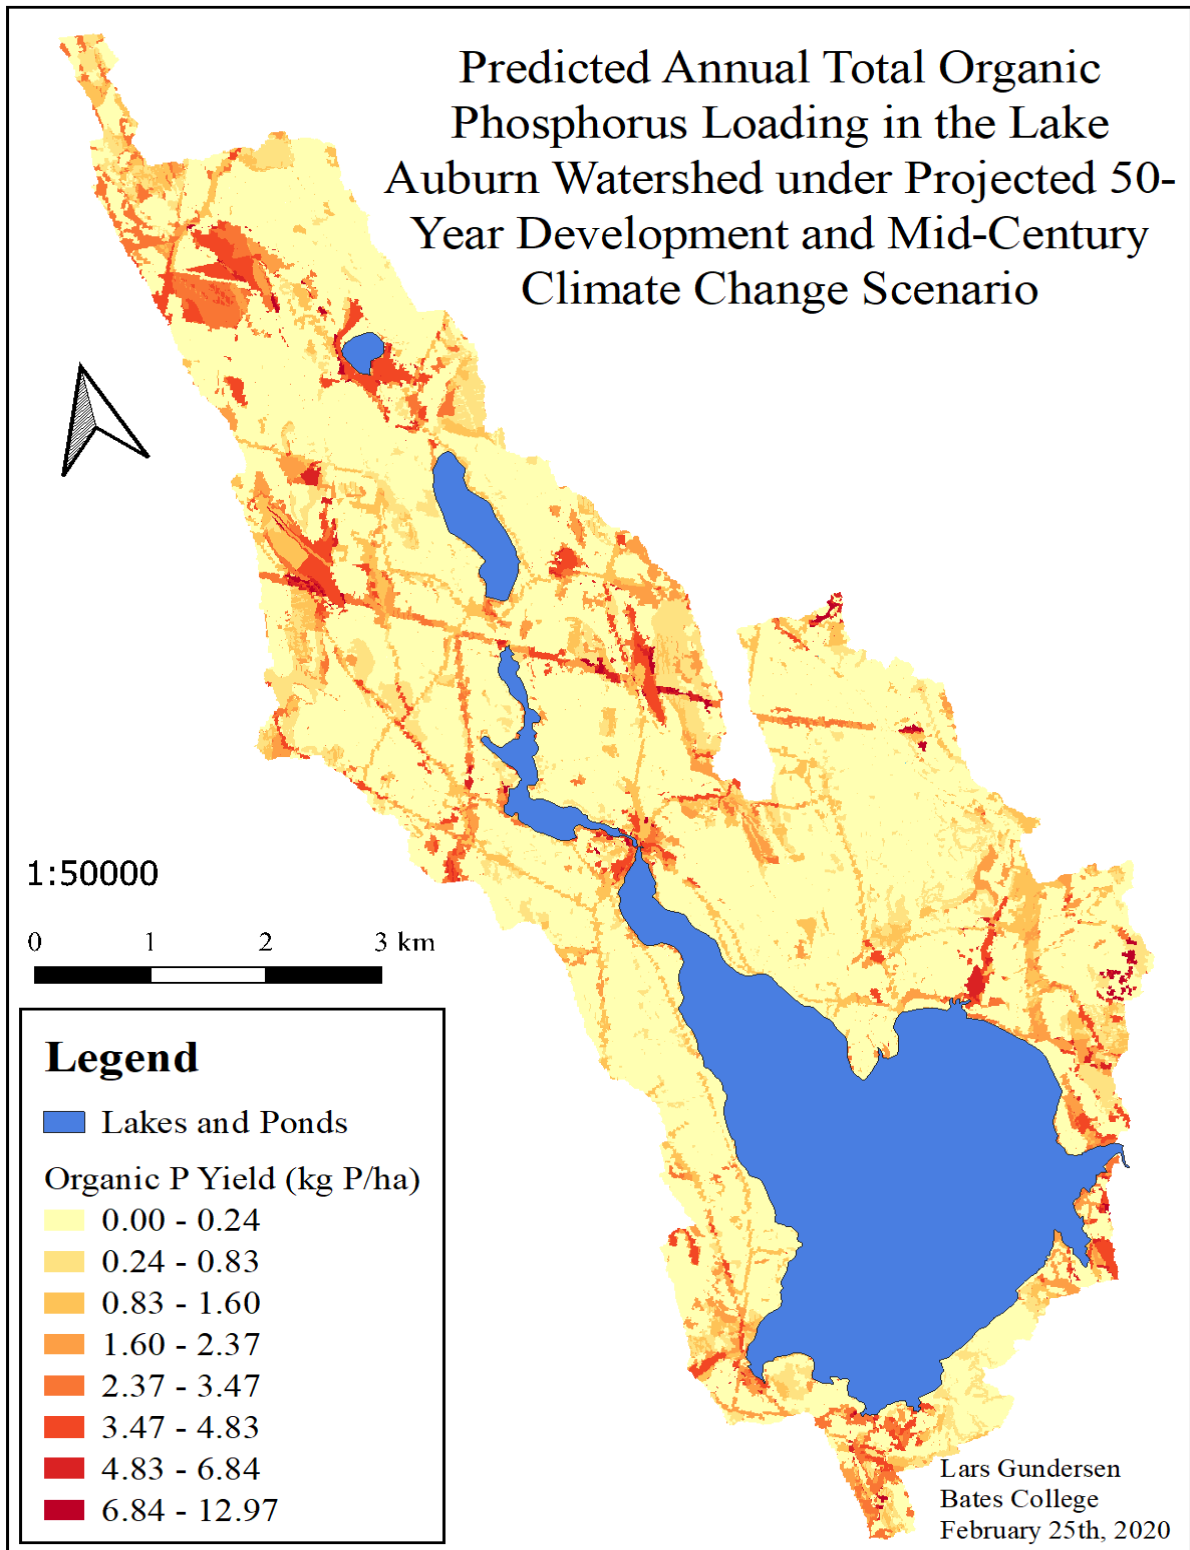 Predicted Annual Total Organic
Phosphorus Loading in the Lake
Auburn Watershed under Projected 50-
Year Development and Mid-Century
Climate Change Scenario
1:50000
0 1 2 3 km
Legend
Lakes and Ponds
Organic P Yield (kg P/ha)
0.00 - 0.24
0.24 - 0.83
0.83 - 1.60
1.60 - 2.37
2.37 - 3.47
3.47 - 4.83
4.83 - 6.84
6.84 - 12.97
Lars Gundersen
Bates College
February 25th, 2020